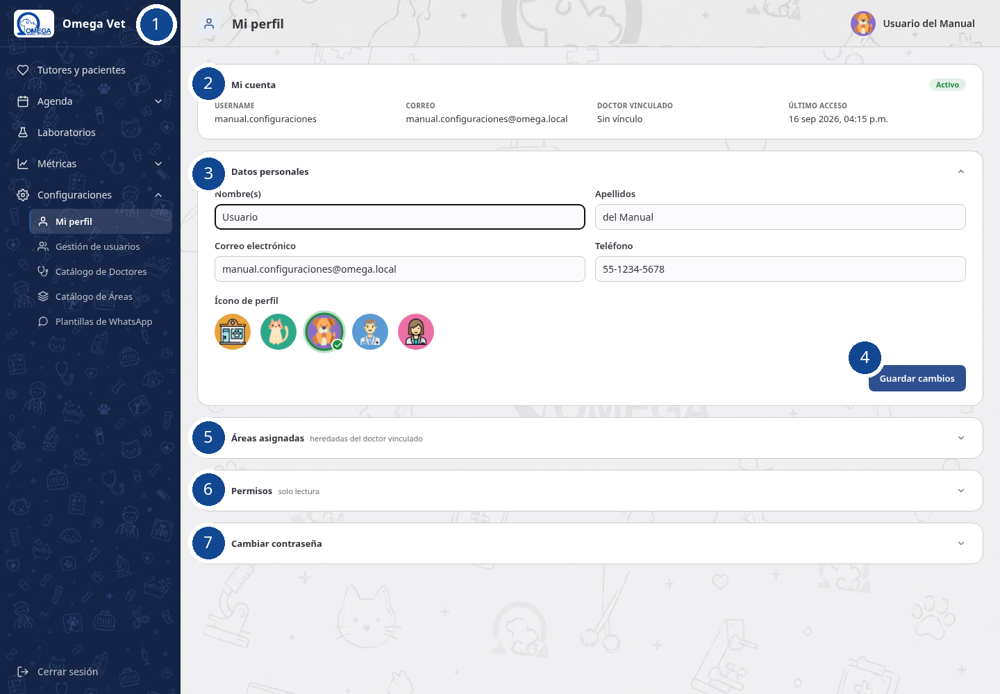 OMEGA
Omega Vet
1
Mi perfil
Usuario del Manual
Tutores y pacientes
Agenda
Laboratorios
Métricas
Configuraciones
Mi perfil
Gestión de usuarios
Catálogo de Doctores
Catálogo de Áreas
Plantillas de WhatsApp
Cerrar sesión
2
Mi cuenta
Activo
USERNAME
CORREO
DOCTOR VINCULADO
ÚLTIMO ACCESO
manual.configuraciones
manual.configuraciones@omega.local
Sin vínculo
16 sep 2026, 04:15 p.m.
3
Datos personales
Nombre(s)
Apellidos
Usuario
del Manual
Correo electrónico
Teléfono
manual.configuraciones@omega.local
55-1234-5678
Ícono de perfil
4
Guardar cambios
OMEGA
5
Áreas asignadas heredadas del doctor vinculado
6
Permisos solo lectura
7
Cambiar contraseña